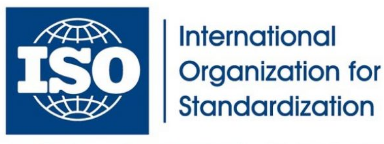 ISO
International
Organization for
Standardization